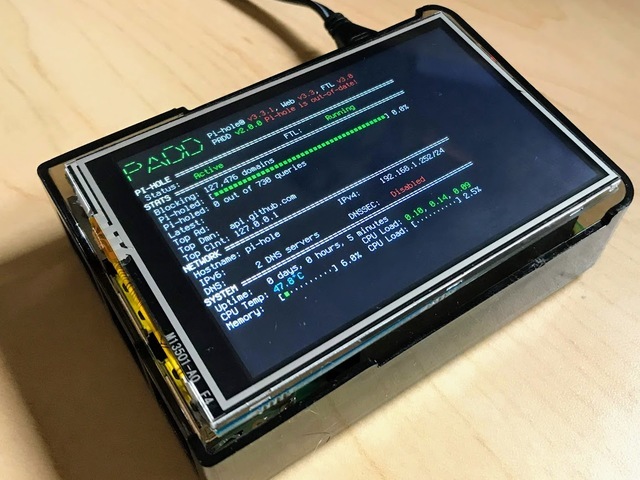 PADD
Pi-hole® v3.3.1, Web v3.3, FTL v3.0
PADD v2.0.0 Pi-hole is out-of-date!
PI-HOLE
Status: Active FTL: Running
STATS
Blocking: 127,476 domains
Pi-holed: [ ] 0.0%
Pi-holed: 0 out of 730 queries
Latest:
Top Ad:
Top Dmn: api.github.com
Top Clnt: 127.0.0.1
NETWORK
Hostname: pi-hole IPv4: 192.168.1.252/24
IPv6:
DNS: 2 DNS servers DNSSEC: Disabled
SYSTEM
Uptime: 0 days, 0 hours, 5 minutes
CPU Temp: 47.8°C CPU Load: 0.10, 0.14, 0.09
Memory: [■·········] 6.0% CPU Load: [··········] 2.5%
M13501-A0 F4